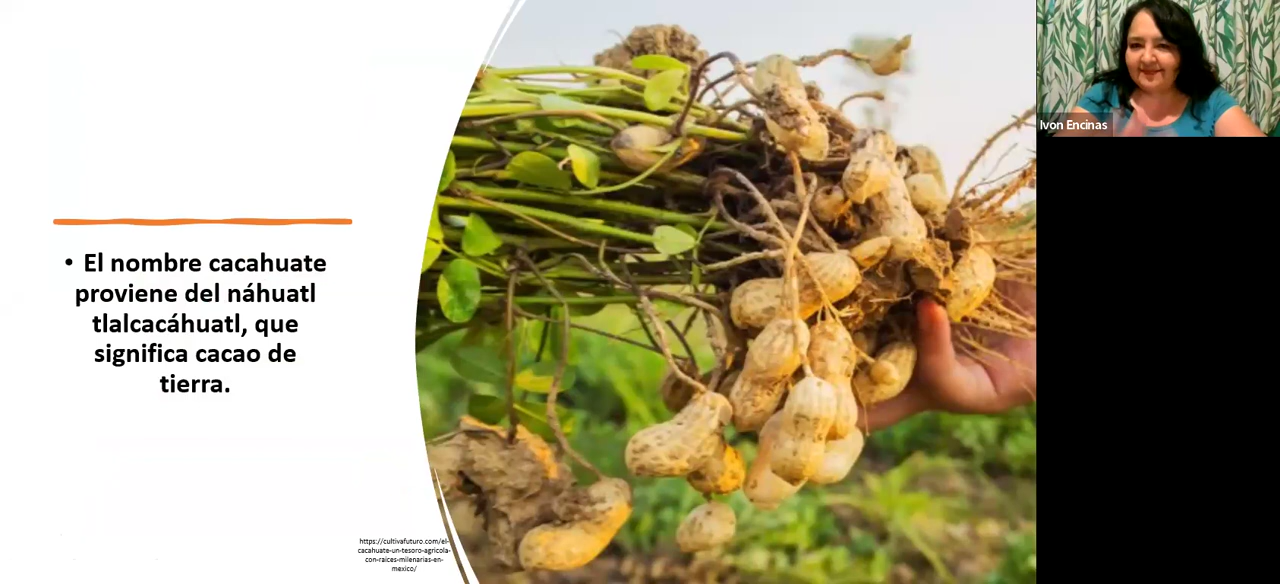 • El nombre cacahuate
proviene del náhuatl
tlalcacáhuatl, que
significa cacao de
tierra.
https://cultivafuturo.com/el-
cacahuate-un-tesoro-agricola-
con-raices-milenarias-en-
mexico/
Ivon Encinas